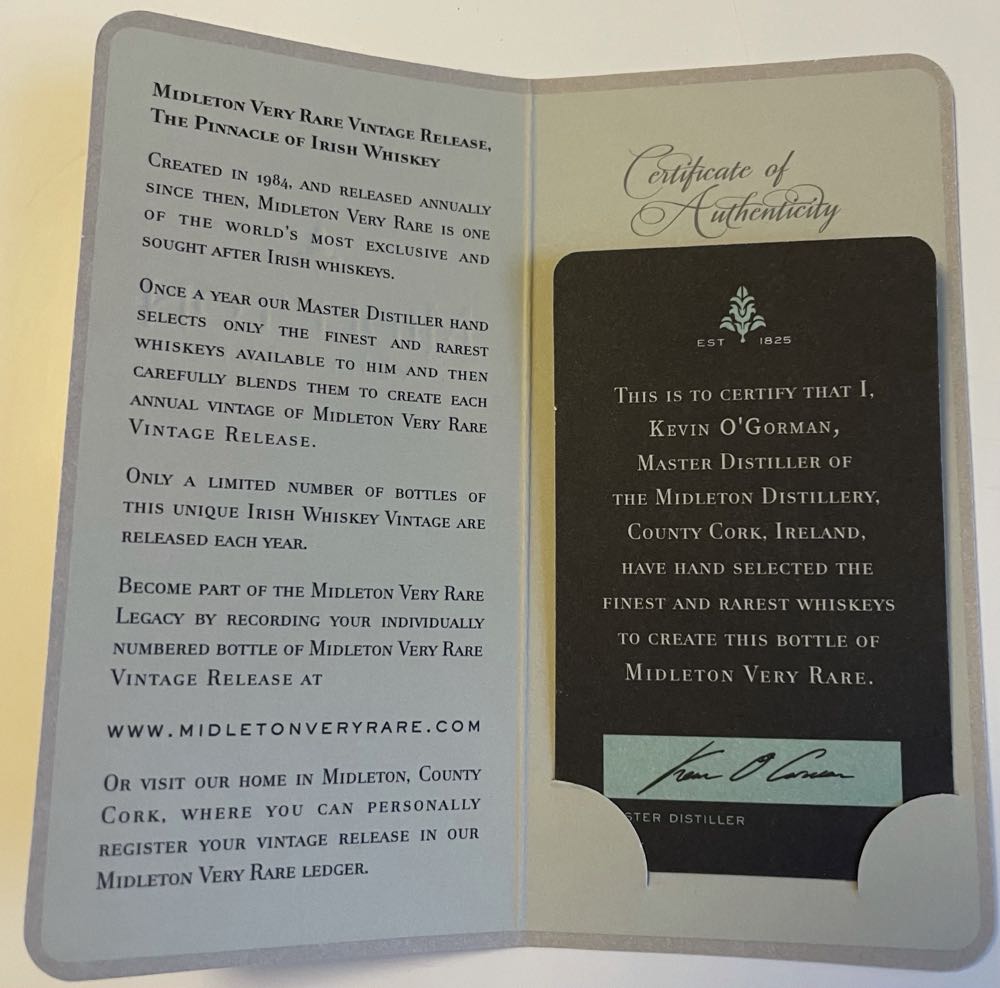 Midleton Very Rare Vintage Release,
The Pinnacle of Irish Whiskey
Created in 1984, and released annually
since then, Midleton Very Rare is one
of the world's most exclusive and
sought after Irish whiskeys.
Once a year our Master Distiller hand
selects only the finest and rarest
whiskeys available to him and then
carefully blends them to create each
annual vintage of Midleton Very Rare
Vintage Release.
Only a limited number of bottles of
this unique Irish Whiskey Vintage are
released each year.
Become part of the Midleton Very Rare
Legacy by recording your individually
numbered bottle of Midleton Very Rare
Vintage Release at
www.midletonveryrare.com
Or visit our home in Midleton, County
Cork, where you can personally
register your vintage release in our
Midleton Very Rare ledger.
Certificate of
Authenticity
EST 1825
This is to certify that I,
Kevin O'Gorman,
Master Distiller of
the Midleton Distillery,
County Cork, Ireland,
have hand selected the
finest and rarest whiskeys
to create this bottle of
Midleton Very Rare.
Kevin O'Gorman
STER DISTILLER